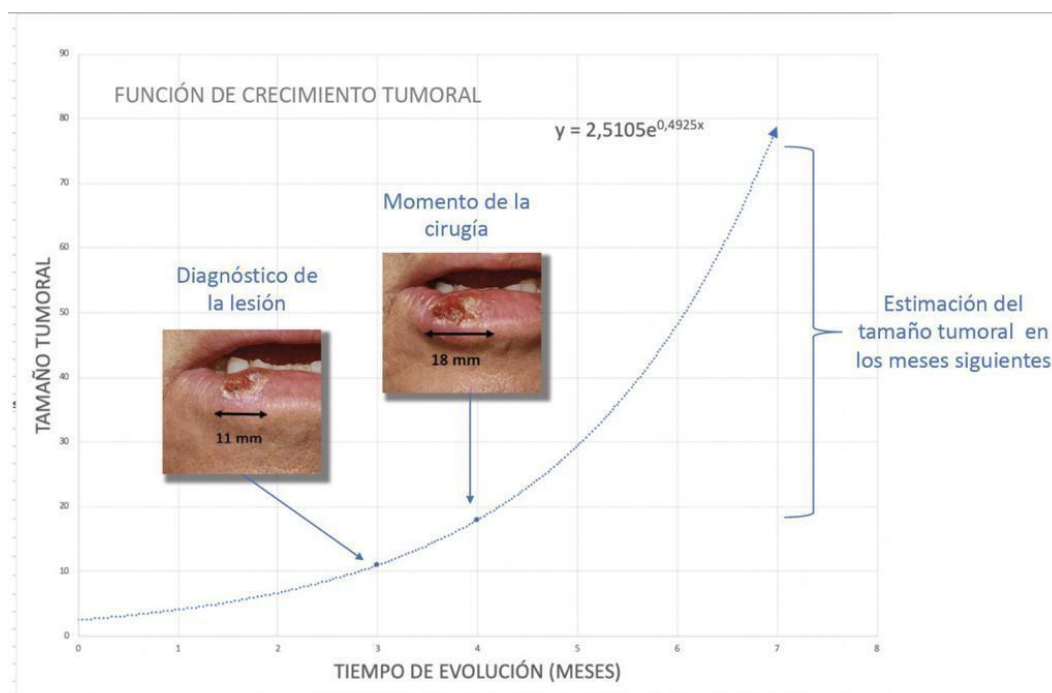 FUNCIÓN DE CRECIMIENTO TUMORAL
y = 2,5105e^0,4925x
Momento de la
cirugía
Diagnóstico de
la lesión
18 mm
11 mm
Estimación del
tamaño tumoral en
los meses siguientes
TAMAÑO TUMORAL
90
80
70
60
50
40
30
20
10
0
0 1 2 3 4 5 6 7 8
TIEMPO DE EVOLUCIÓN (MESES)